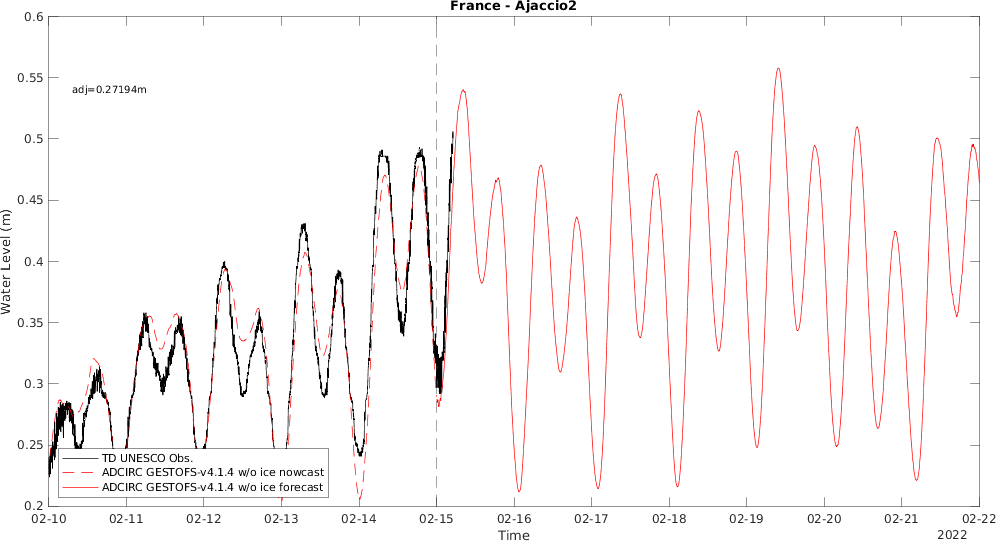 France - Ajaccio2
0.6
0.55
0.5
0.45
0.4
0.35
0.3
0.25
0.2
Water Level (m)
adj=0.27194m
TD UNESCO Obs.
ADCIRC GESTOFS-v4.1.4 w/o ice nowcast
ADCIRC GESTOFS-v4.1.4 w/o ice forecast
02-10 02-11 02-12 02-13 02-14 02-15 02-16 02-17 02-18 02-19 02-20 02-21 02-22
Time
2022